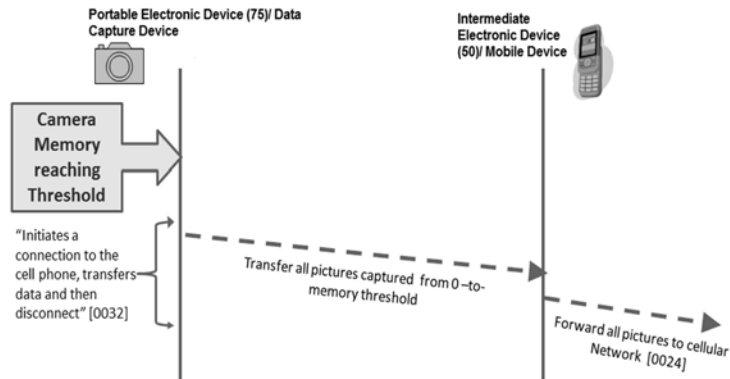 Portable Electronic Device (75)/ Data
Capture Device
Intermediate
Electronic Device
(50)/ Mobile Device
Camera
Memory
reaching
Threshold
“Initiates a
connection to the
cell phone, transfers
data and then
disconnect” [0032]
Transfer all pictures captured from 0 –to-
memory threshold
Forward all pictures to cellular
Network [0024]